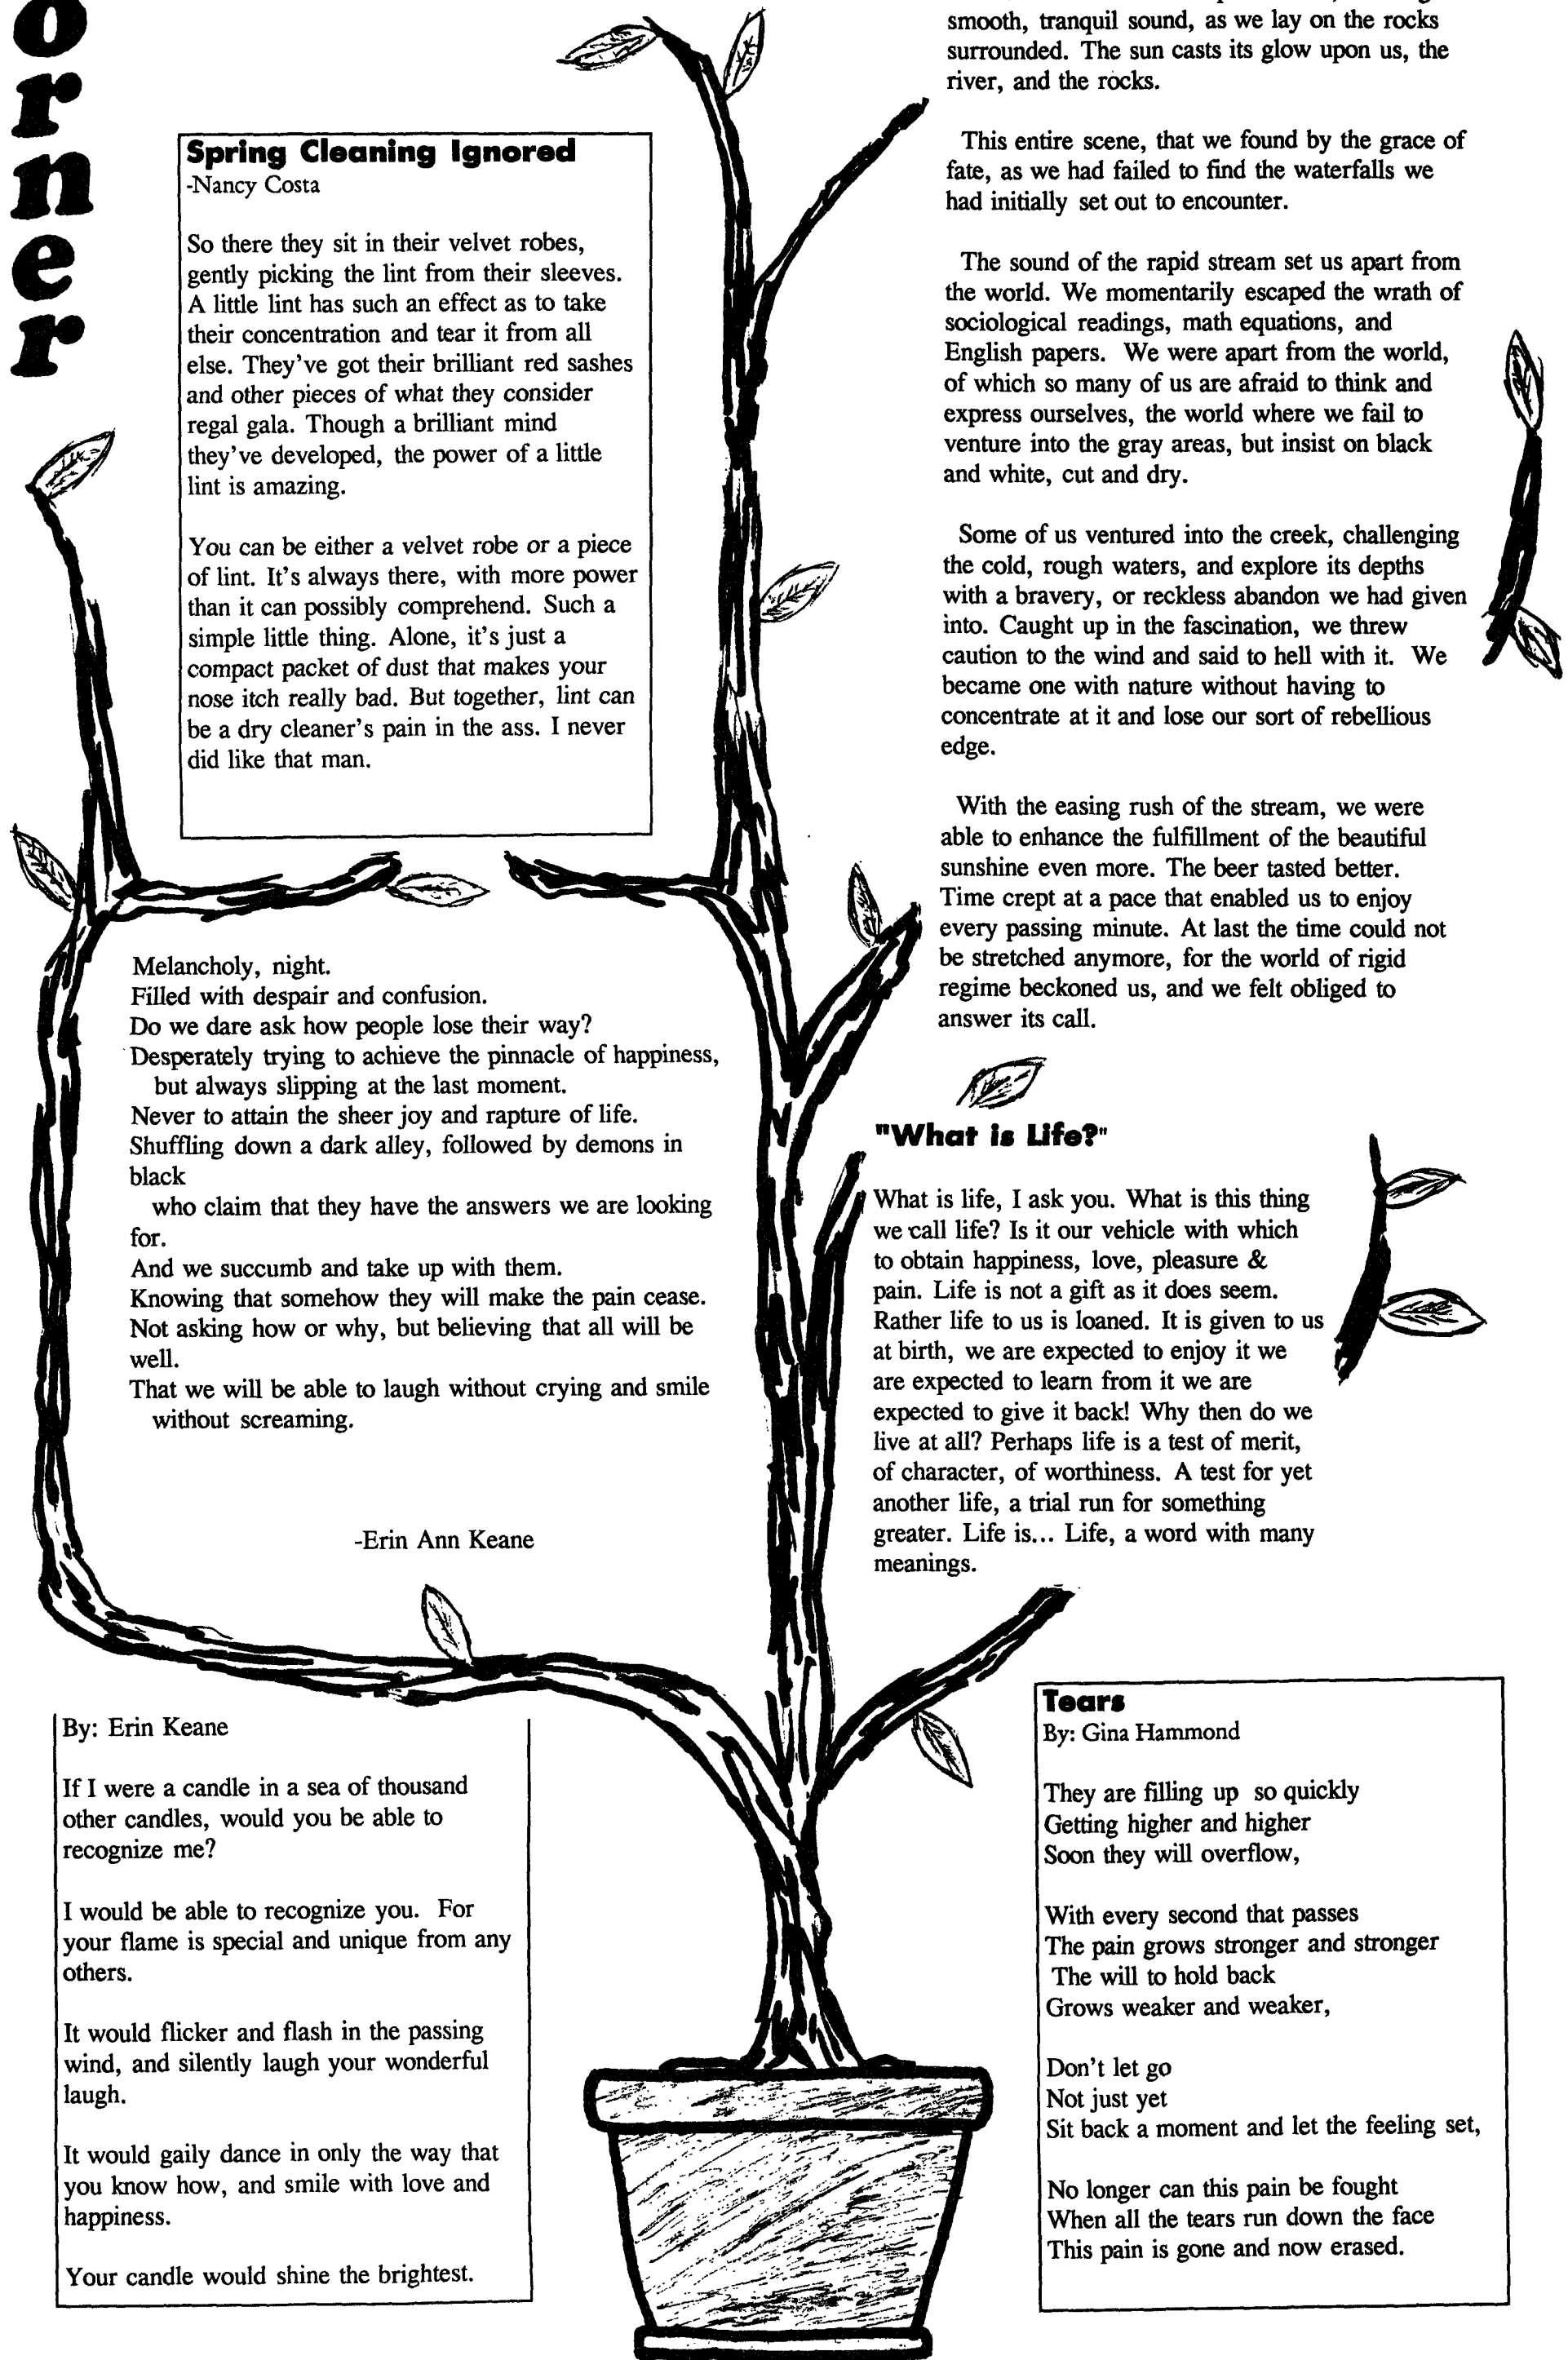 orner
Spring Cleaning Ignored
-Nancy Costa
So there they sit in their velvet robes,
gently picking the lint from their sleeves.
A little lint has such an effect as to take
their concentration and tear it from all
else. They've got their brilliant red sashes
and other pieces of what they consider
regal gala. Though a brilliant mind
they've developed, the power of a little
lint is amazing.
You can be either a velvet robe or a piece
of lint. It's always there, with more power
than it can possibly comprehend. Such a
simple little thing. Alone, it's just a
compact packet of dust that makes your
nose itch really bad. But together, lint can
be a dry cleaner's pain in the ass. I never
did like that man.
Melancholy, night.
Filled with despair and confusion.
Do we dare ask how people lose their way?
Desperately trying to achieve the pinnacle of happiness,
but always slipping at the last moment.
Never to attain the sheer joy and rapture of life.
Shuffling down a dark alley, followed by demons in
black
who claim that they have the answers we are looking
for.
And we succumb and take up with them.
Knowing that somehow they will make the pain cease.
Not asking how or why, but believing that all will be
well.
That we will be able to laugh without crying and smile
without screaming.
-Erin Ann Keane
By: Erin Keane
If I were a candle in a sea of thousand
other candles, would you be able to
recognize me?
I would be able to recognize you. For
your flame is special and unique from any
others.
It would flicker and flash in the passing
wind, and silently laugh your wonderful
laugh.
It would gaily dance in only the way that
you know how, and smile with love and
happiness.
Your candle would shine the brightest.
smooth, tranquil sound, as we lay on the rocks
surrounded. The sun casts its glow upon us, the
river, and the rocks.
This entire scene, that we found by the grace of
fate, as we had failed to find the waterfalls we
had initially set out to encounter.
The sound of the rapid stream set us apart from
the world. We momentarily escaped the wrath of
sociological readings, math equations, and
English papers. We were apart from the world,
of which so many of us are afraid to think and
express ourselves, the world where we fail to
venture into the gray areas, but insist on black
and white, cut and dry.
Some of us ventured into the creek, challenging
the cold, rough waters, and explore its depths
with a bravery, or reckless abandon we had given
into. Caught up in the fascination, we threw
caution to the wind and said to hell with it. We
became one with nature without having to
concentrate at it and lose our sort of rebellious
edge.
With the easing rush of the stream, we were
able to enhance the fulfillment of the beautiful
sunshine even more. The beer tasted better.
Time crept at a pace that enabled us to enjoy
every passing minute. At last the time could not
be stretched anymore, for the world of rigid
regime beckoned us, and we felt obliged to
answer its call.
"What is Life?"
What is life, I ask you. What is this thing
we call life? Is it our vehicle with which
to obtain happiness, love, pleasure &
pain. Life is not a gift as it does seem.
Rather life to us is loaned. It is given to us
at birth, we are expected to enjoy it we
are expected to learn from it we are
expected to give it back! Why then do we
live at all? Perhaps life is a test of merit,
of character, of worthiness. A test for yet
another life, a trial run for something
greater. Life is... Life, a word with many
meanings.
Tears
By: Gina Hammond
They are filling up so quickly
Getting higher and higher
Soon they will overflow,
With every second that passes
The pain grows stronger and stronger
The will to hold back
Grows weaker and weaker,
Don't let go
Not just yet
Sit back a moment and let the feeling set,
No longer can this pain be fought
When all the tears run down the face
This pain is gone and now erased.